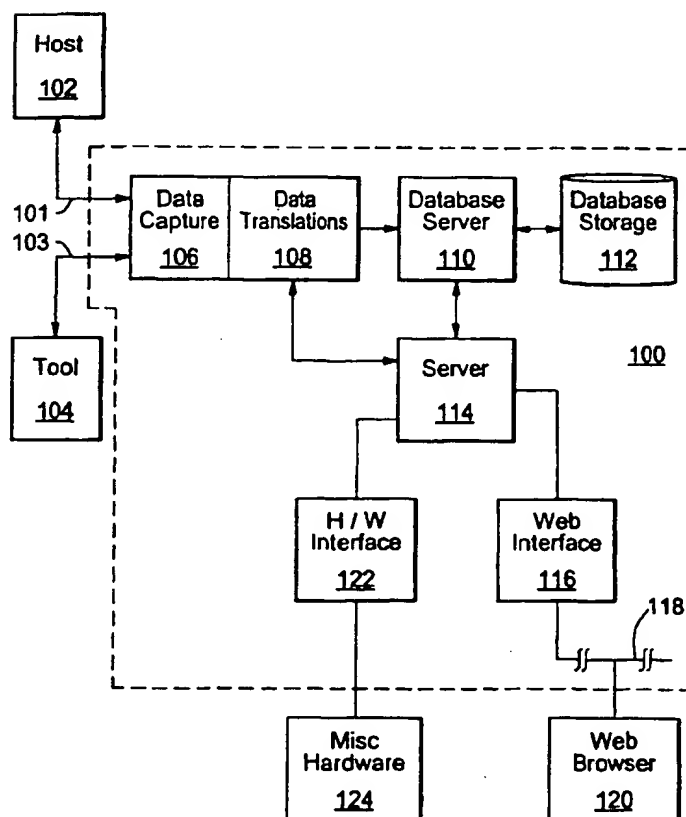 Host
102
101
103
Data
Capture
106
Data
Translations
108
Database
Server
110
Database
Storage
112
Tool
104
Server
114
100
H / W
Interface
122
Web
Interface
116
118
Misc
Hardware
124
Web
Browser
120